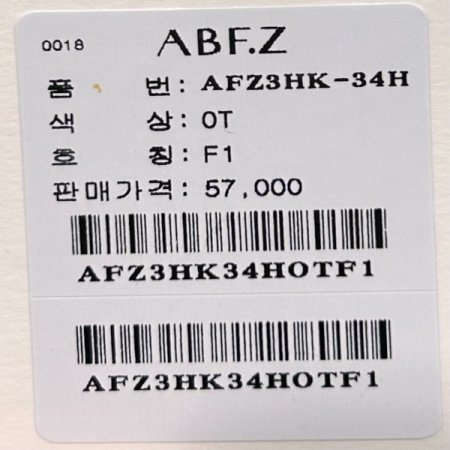 0018 ABF.Z
품 번: AFZ3HK-34H
색 상: OT
호 칭: F1
판매가격: 57,000
AFZ3HK34HOTF1
AFZ3HK34HOTF1